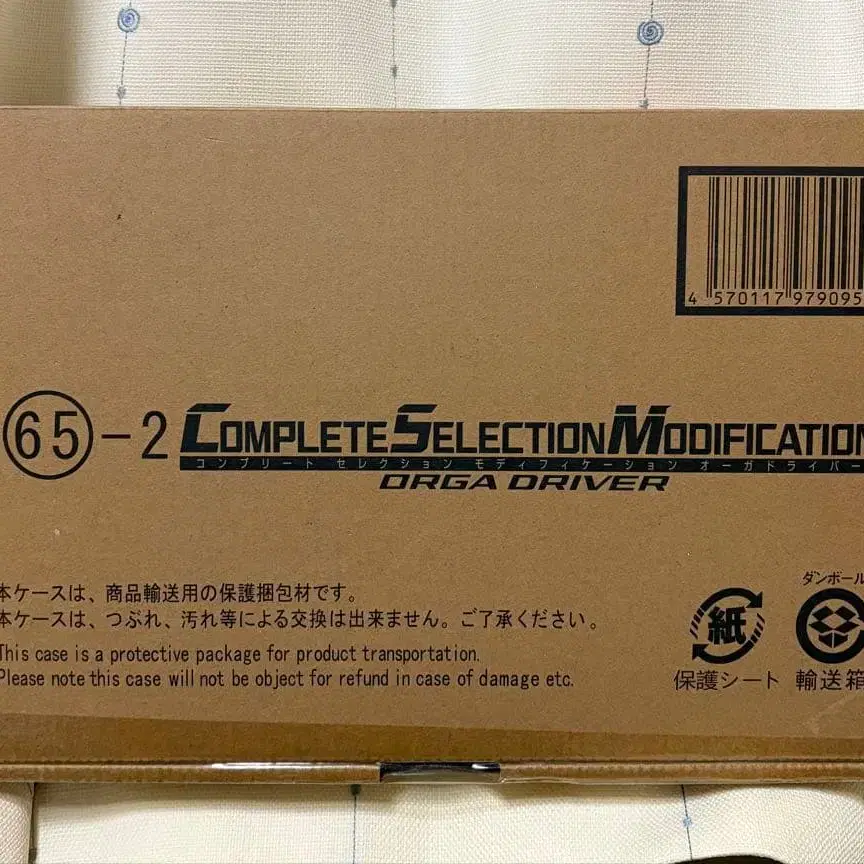 4 570117 979095
65-2 COMPLETE SELECTION MODIFICATION
コンプリート セレクション モディフィケーション オーガドライバー
ORGA DRIVER
本ケースは、商品輸送用の保護梱包材です。
本ケースは、つぶれ、汚れ等による交換は出来ません。ご了承ください。
This case is a protective package for product transportation.
Please note this case will not be object for refund in case of damage etc.
紙
保護シート
ダンボール
輸送箱